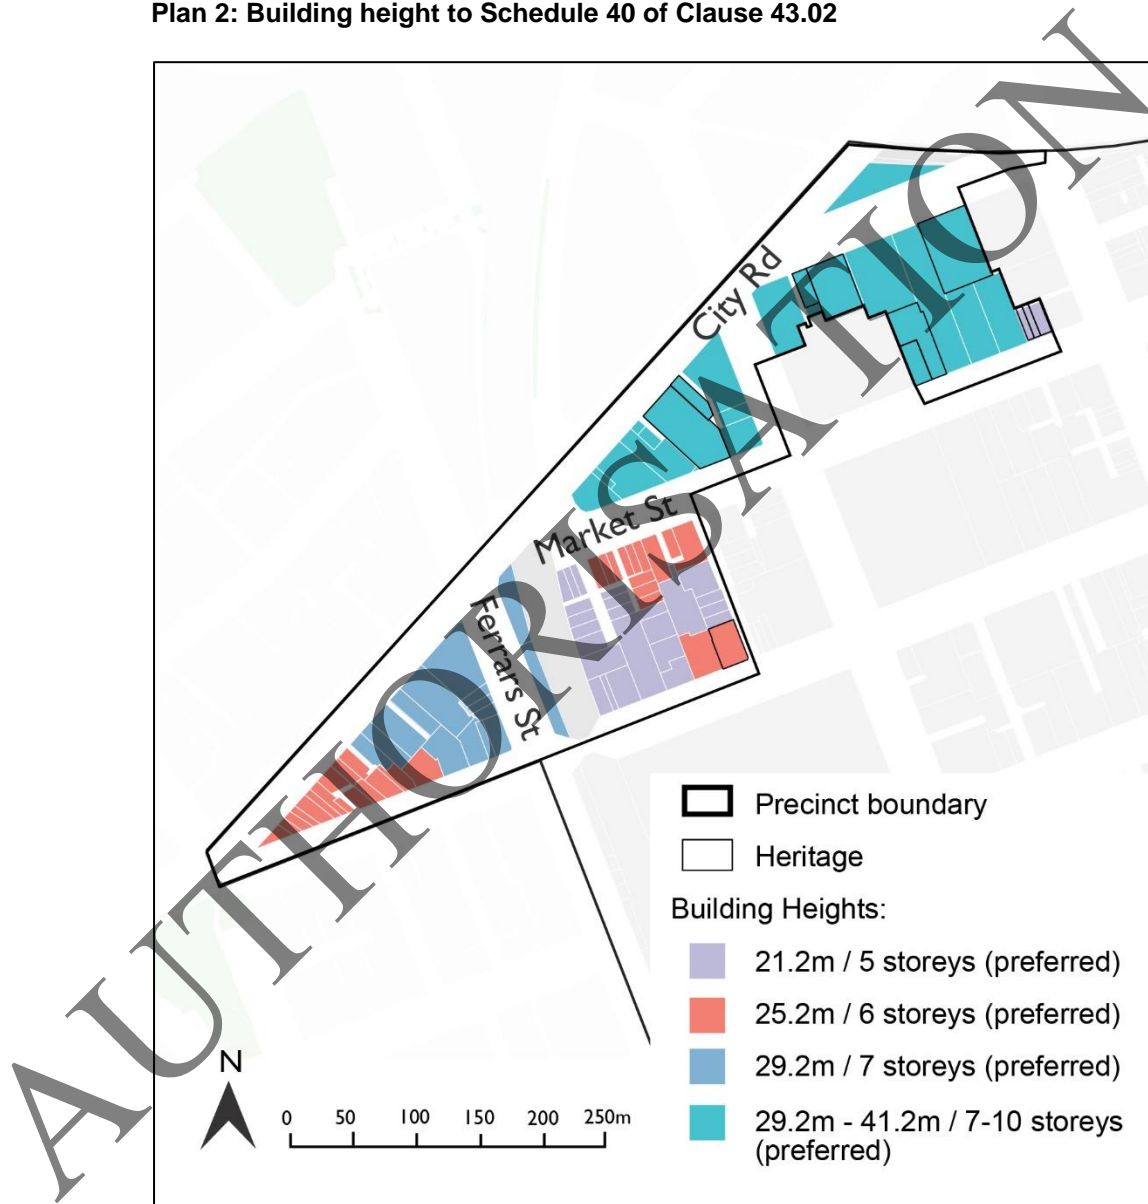 Plan 2: Building height to Schedule 40 of Clause 43.02
City Rd
Market St
Ferrars St
AUTHORISATION
Precinct boundary
Heritage
Building Heights:
21.2m / 5 storeys (preferred)
25.2m / 6 storeys (preferred)
29.2m / 7 storeys (preferred)
29.2m - 41.2m / 7-10 storeys
(preferred)
N
0 50 100 150 200 250m